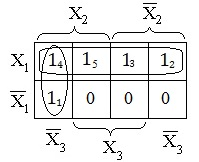 X₂ X̅₂
X₁ 1₄ 1₅ 1₃ 1₂
X̅₁ 1₁ 0 0 0
X̅₃ X₃ X̅₃